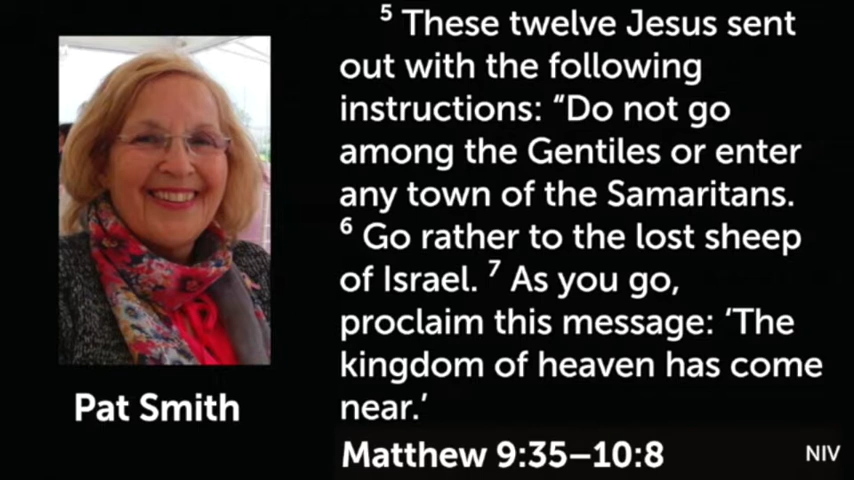 ⁵ These twelve Jesus sent
out with the following
instructions: “Do not go
among the Gentiles or enter
any town of the Samaritans.
⁶ Go rather to the lost sheep
of Israel. ⁷ As you go,
proclaim this message: ‘The
kingdom of heaven has come
near.’
Pat Smith
Matthew 9:35–10:8
NIV